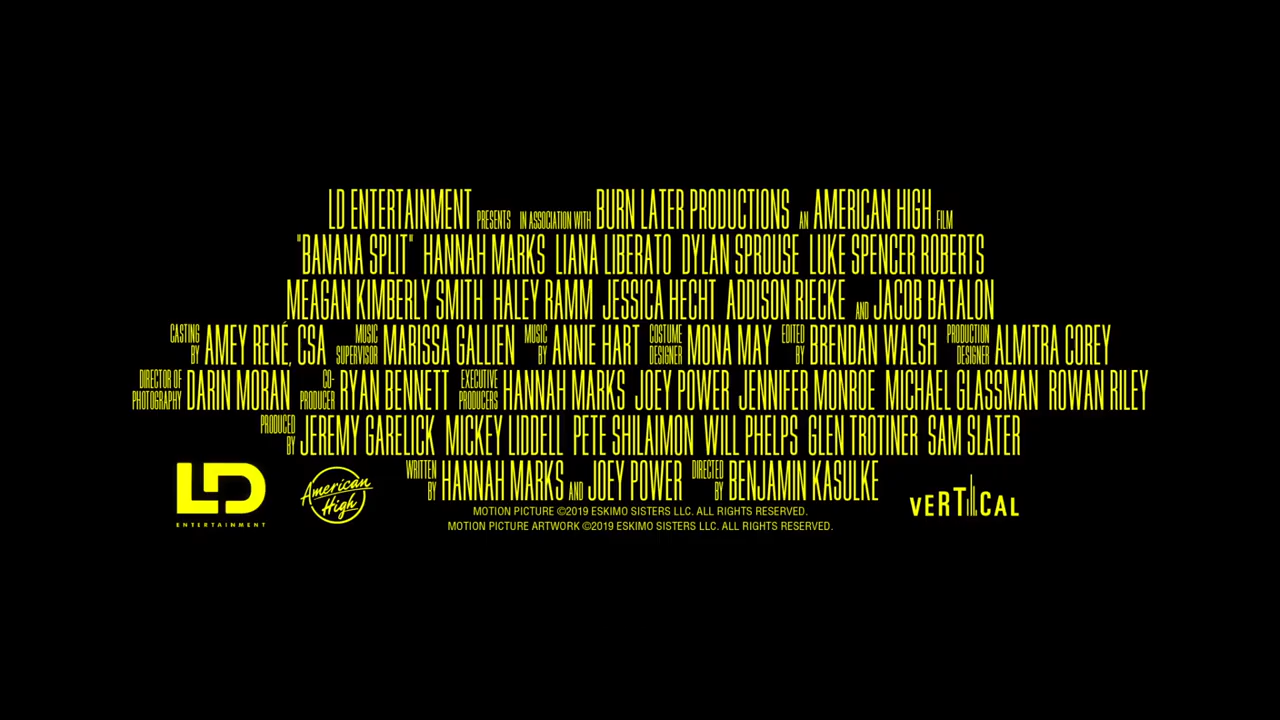 LD ENTERTAINMENT PRESENTS IN ASSOCIATION WITH BURN LATER PRODUCTIONS AN AMERICAN HIGH FILM
"BANANA SPLIT" HANNAH MARKS LIANA LIBERATO DYLAN SPROUSE LUKE SPENCER ROBERTS
MEAGAN KIMBERLY SMITH HALEY RAMM JESSICA HECHT ADDISON RIECKE AND JACOB BATALON
CASTING BY AMEY RENÉ, CSA MUSIC SUPERVISOR MARISSA GALLIEN MUSIC BY ANNIE HART COSTUME DESIGNER MONA MAY EDITED BY BRENDAN WALSH PRODUCTION DESIGNER ALMITRA COREY
DIRECTOR OF PHOTOGRAPHY DARIN MORAN CO-PRODUCER RYAN BENNETT EXECUTIVE PRODUCERS HANNAH MARKS JOEY POWER JENNIFER MONROE MICHAEL GLASSMAN ROWAN RILEY
PRODUCED BY JEREMY GARELICK MICKEY LIDDELL PETE SHILAIMON WILL PHELPS GLEN TROTINER SAM SLATER
WRITTEN BY HANNAH MARKS AND JOEY POWER DIRECTED BY BENJAMIN KASULKE
LD ENTERTAINMENT
American High
VERTICAL
MOTION PICTURE ©2019 ESKIMO SISTERS LLC. ALL RIGHTS RESERVED.
MOTION PICTURE ARTWORK ©2019 ESKIMO SISTERS LLC. ALL RIGHTS RESERVED.